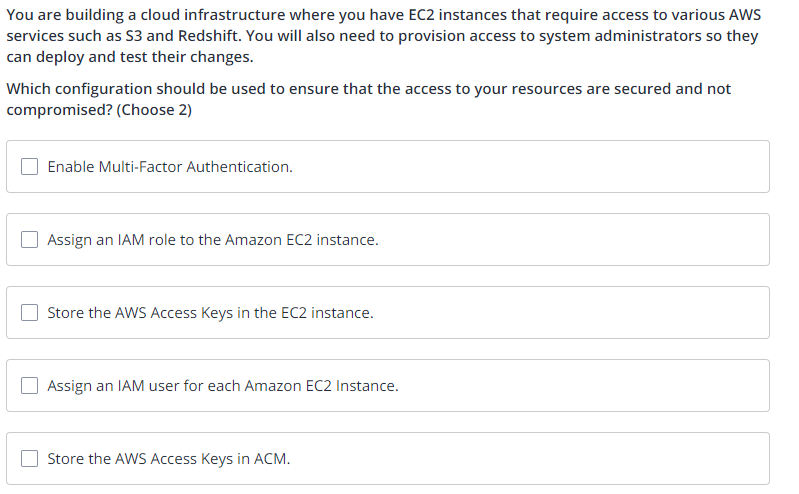 You are building a cloud infrastructure where you have EC2 instances that require access to various AWS
services such as S3 and Redshift. You will also need to provision access to system administrators so they
can deploy and test their changes.
Which configuration should be used to ensure that the access to your resources are secured and not
compromised? (Choose 2)
Enable Multi-Factor Authentication.
Assign an IAM role to the Amazon EC2 instance.
Store the AWS Access Keys in the EC2 instance.
Assign an IAM user for each Amazon EC2 Instance.
Store the AWS Access Keys in ACM.